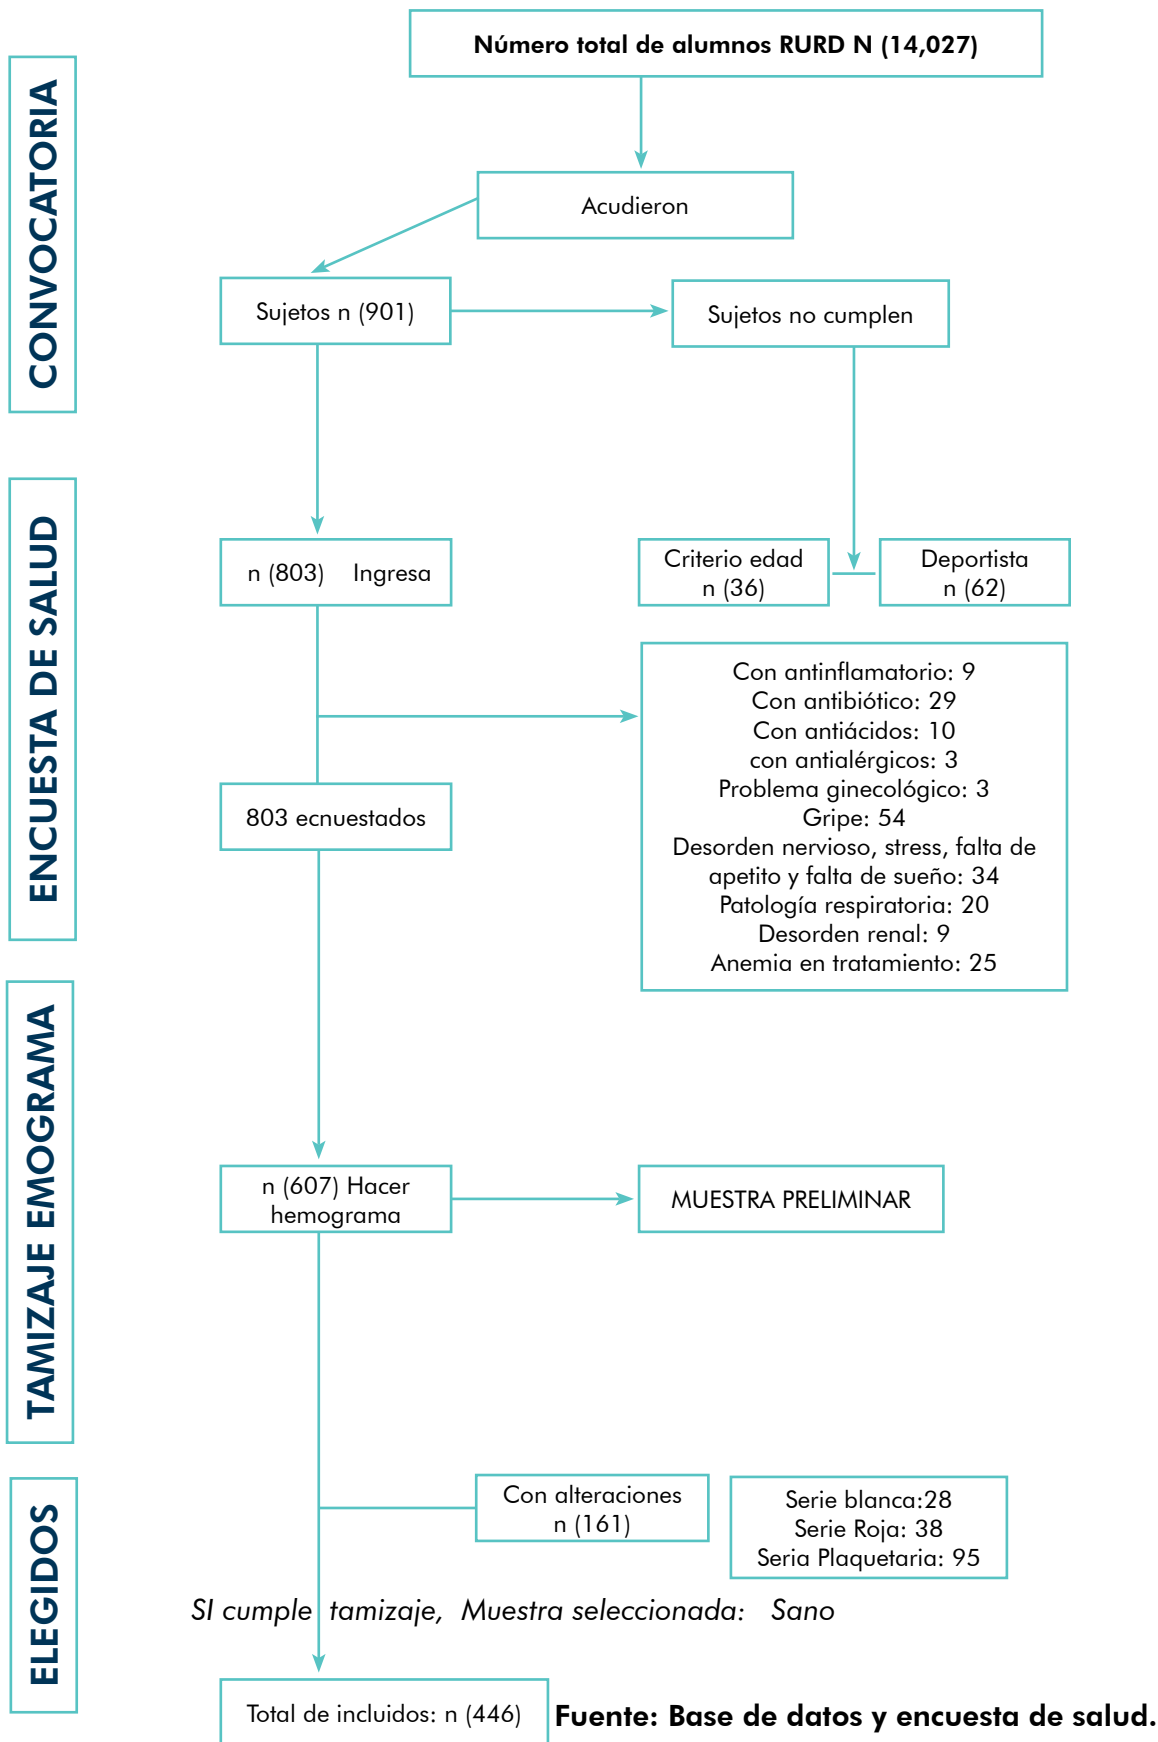 Número total de alumnos RURD N (14,027)
CONVOCATORIA
Acudieron
Sujetos n (901)
Sujetos no cumplen
ENCUESTA DE SALUD
n (803) Ingresa
Criterio edad
n (36)
Deportista
n (62)
Con antinflamatorio: 9
Con antibiótico: 29
Con antiácidos: 10
con antialérgicos: 3
Problema ginecológico: 3
Gripe: 54
Desorden nervioso, stress, falta de
apetito y falta de sueño: 34
Patología respiratoria: 20
Desorden renal: 9
Anemia en tratamiento: 25
803 ecnuestados
TAMIZAJE EMOGRAMA
n (607) Hacer
hemograma
MUESTRA PRELIMINAR
ELEGIDOS
Con alteraciones
n (161)
Serie blanca:28
Serie Roja: 38
Seria Plaquetaria: 95
SI cumple tamizaje, Muestra seleccionada: Sano
Total de incluidos: n (446)
Fuente: Base de datos y encuesta de salud.